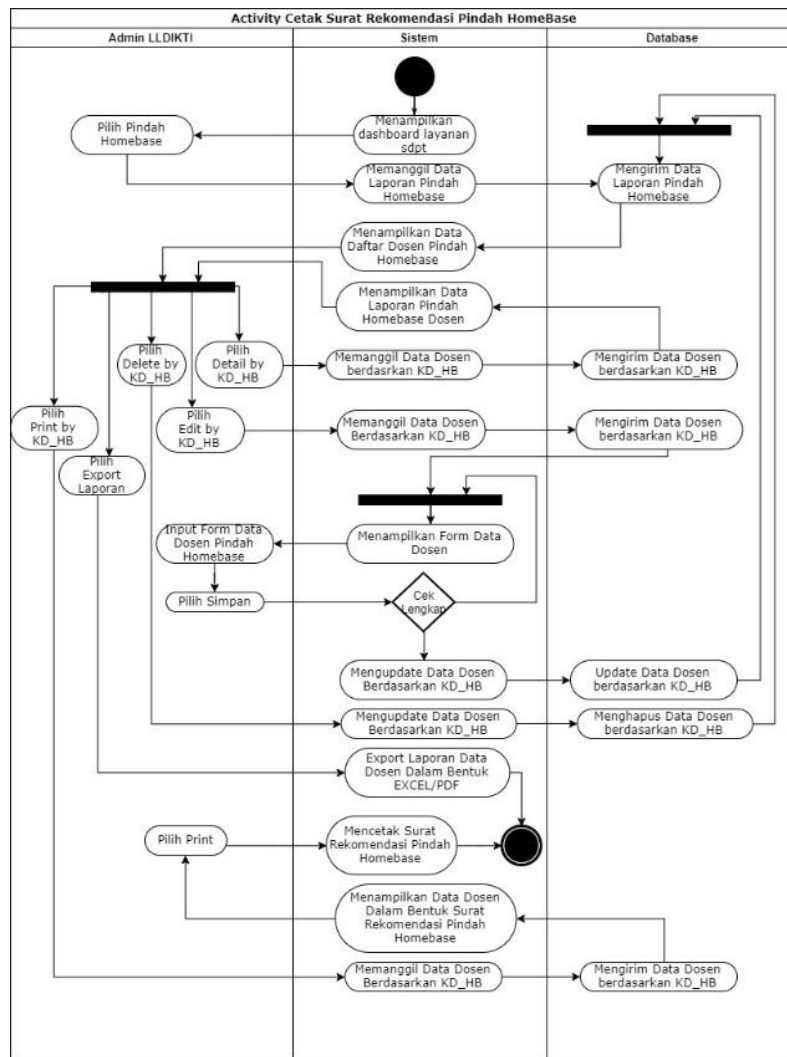 Activity Cetak Surat Rekomendasi Pindah HomeBase
Admin LLDIKTI
Sistem
Database
Menampilkan
dashboard layanan
sdpt
Pilih Pindah
Homebase
Memanggil Data
Laporan Pindah
Homebase
Mengirim Data
Laporan Pindah
Homebase
Menampilkan Data
Daftar Dosen Pindah
Homebase
Menampilkan Data
Laporan Pindah
Homebase Dosen
Pilih
Delete by
KD_HB
Pilih
Detail by
KD_HB
Memanggil Data Dosen
berdasrkan KD_HB
Mengirim Data Dosen
berdasarkan KD_HB
Pilih
Print by
KD_HB
Pilih
Edit by
KD_HB
Memanggil Data Dosen
Berdasarkan KD_HB
Mengirim Data Dosen
berdasarkan KD_HB
Pilih
Export
Laporan
Input Form Data
Dosen Pindah
Homebase
Menampilkan Form Data
Dosen
Pilih Simpan
Cek
Lengkap
Mengupdate Data Dosen
Berdasarkan KD_HB
Update Data Dosen
berdasarkan KD_HB
Mengupdate Data Dosen
Berdasarkan KD_HB
Menghapus Data Dosen
berdasarkan KD_HB
Export Laporan Data
Dosen Dalam Bentuk
EXCEL/PDF
Pilih Print
Mencetak Surat
Rekomendasi Pindah
Homebase
Menampilkan Data Dosen
Dalam Bentuk Surat
Rekomendasi Pindah
Homebase
Memanggil Data Dosen
Berdasarkan KD_HB
Mengirim Data Dosen
berdasarkan KD_HB